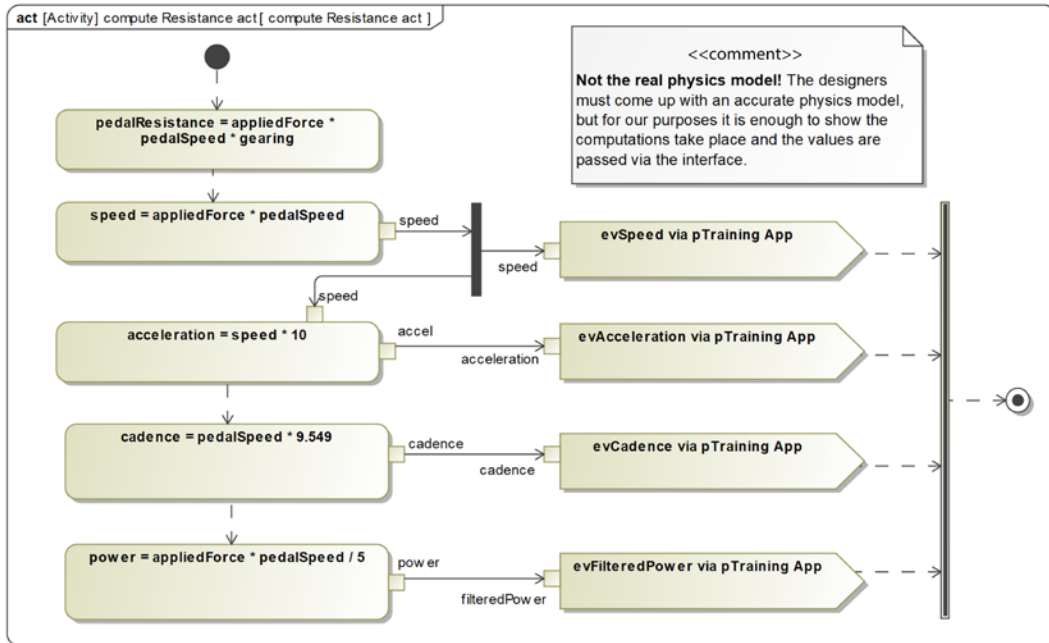 act [Activity] compute Resistance act[ compute Resistance act ]
<<comment>>
Not the real physics model! The designers
must come up with an accurate physics model,
but for our purposes it is enough to show the
computations take place and the values are
passed via the interface.
pedalResistance = appliedForce *
pedalSpeed * gearing
speed = appliedForce * pedalSpeed
speed
evSpeed via pTraining App
speed
speed
acceleration = speed * 10
accel
acceleration
evAcceleration via pTraining App
cadence = pedalSpeed * 9.549
cadence
cadence
evCadence via pTraining App
power = appliedForce * pedalSpeed / 5
power
filteredPower
evFilteredPower via pTraining App